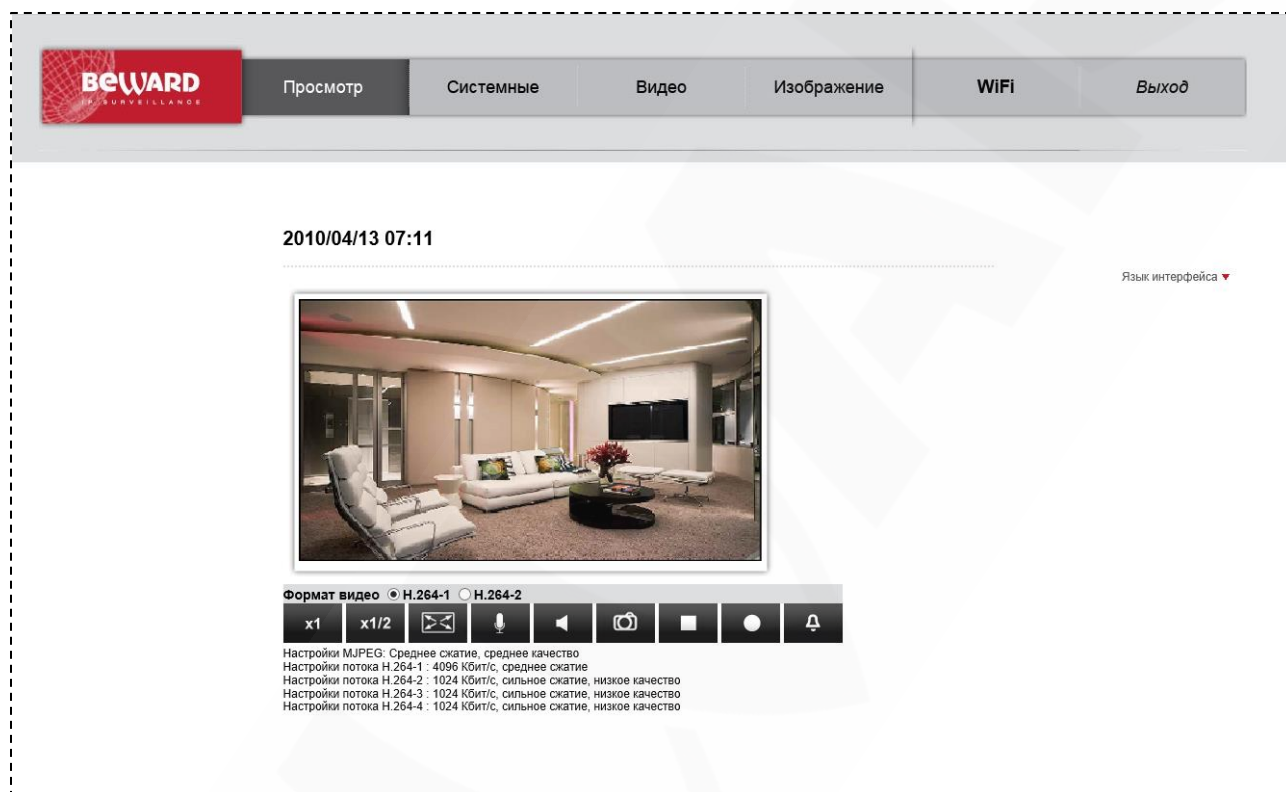 BEWARD
IP SURVEILLANCE
Просмотр Системные Видео Изображение WiFi Выход
2010/04/13 07:11
Язык интерфейса
Формат видео H.264-1 H.264-2
x1 x1/2
Настройки MJPEG: Среднее сжатие, среднее качество
Настройки потока H.264-1 : 4096 Кбит/с, среднее сжатие
Настройки потока H.264-2 : 1024 Кбит/с, сильное сжатие, низкое качество
Настройки потока H.264-3 : 1024 Кбит/с, сильное сжатие, низкое качество
Настройки потока H.264-4 : 1024 Кбит/с, сильное сжатие, низкое качество